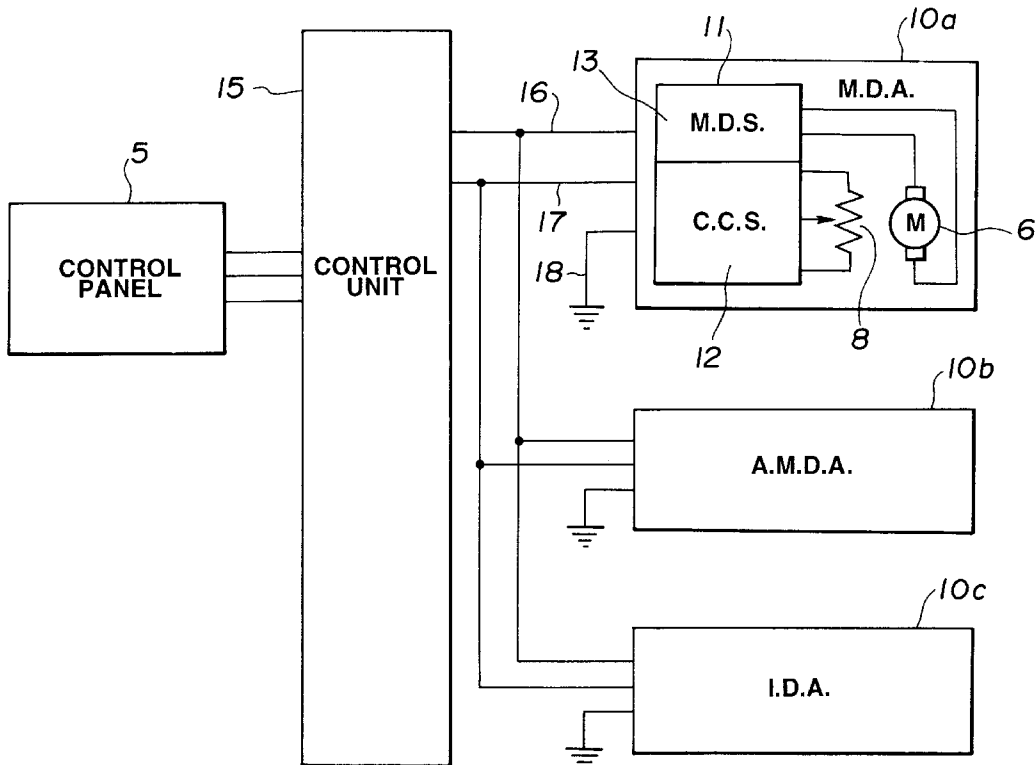 10a
11
13
15
16
M.D.A.
M.D.S.
5
17
C.C.S.
M
6
CONTROL
PANEL
CONTROL
UNIT
18
12
8
10b
A.M.D.A.
10c
I.D.A.